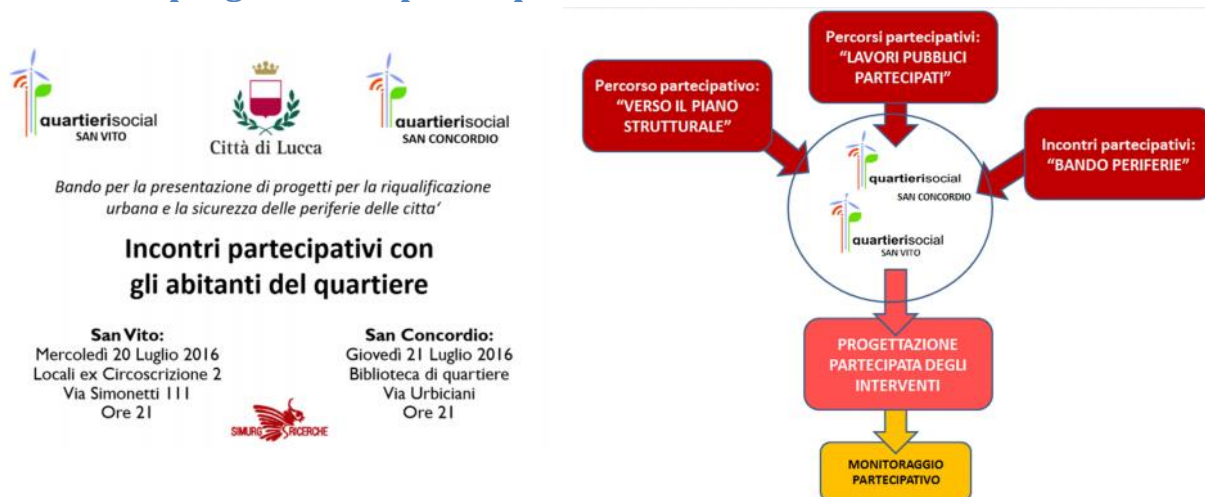 quartierisocial
SAN VITO
Città di Lucca
quartierisocial
SAN CONCORDIO
Bando per la presentazione di progetti per la riqualificazione
urbana e la sicurezza delle periferie delle citta'
Incontri partecipativi con
gli abitanti del quartiere
San Vito:
Mercoledì 20 Luglio 2016
Locali ex Circoscrizione 2
Via Simonetti 111
Ore 21
San Concordio:
Giovedì 21 Luglio 2016
Biblioteca di quartiere
Via Urbiciani
Ore 21
SIMURG RICERCHE
Percorso partecipativo:
“VERSO IL PIANO
STRUTTURALE”
Percorsi partecipativi:
“LAVORI PUBBLICI
PARTECIPATI”
Incontri partecipativi:
“BANDO PERIFERIE”
quartierisocial
SAN CONCORDIO
quartierisocial
SAN VITO
PROGETTAZIONE
PARTECIPATA DEGLI
INTERVENTI
MONITORAGGIO
PARTECIPATIVO